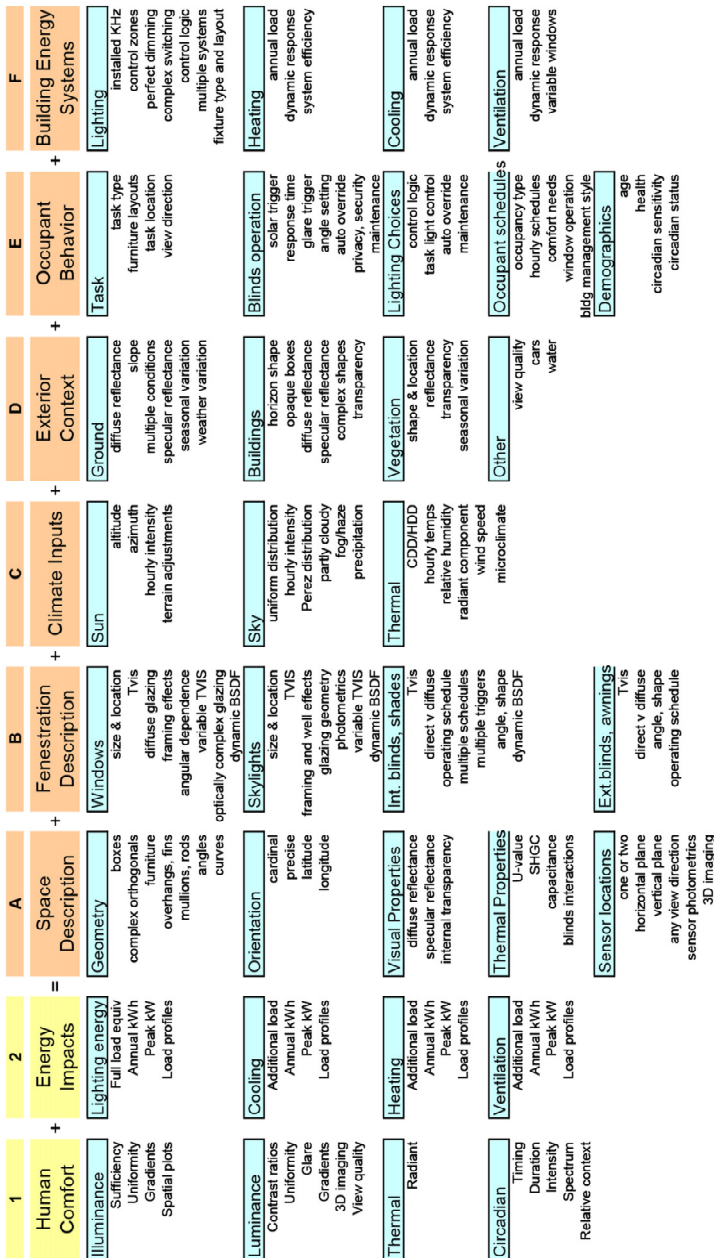 1
Human
Comfort
Illuminance
Sufficiency
Uniformity
Gradients
Spatial plots
Luminance
Contrast ratios
Uniformity
Glare
Gradients
3D imaging
View quality
Thermal
Radiant
Circadian
Timing
Duration
Intensity
Spectrum
Relative context
+
2
Energy
Impacts
Lighting energy
Full load equiv
Annual kWh
Peak kW
Load profiles
Cooling
Additional load
Annual kWh
Peak kW
Load profiles
Heating
Additional load
Annual kWh
Peak kW
Load profiles
Ventilation
Additional load
Annual kWh
Peak kW
Load profiles
=
A
Space
Description
Geometry
boxes
complex orthogonals
furniture
overhangs, fins
mullions, rods
angles
curves
Orientation
cardinal
precise
latitude
longitude
Visual Properties
diffuse reflectance
specular reflectance
internal transparency
Thermal Properties
U-value
SHGC
capacitance
blinds interactions
Sensor locations
one or two
horizontal plane
vertical plane
any view direction
sensor photometrics
3D imaging
+
B
Fenestration
Description
Windows
size & location
Tvis
diffuse glazing
framing effects
angular dependence
variable TVIS
optically complex glazing
dynamic BSDF
Skylights
size & location
TVIS
framing and well effects
glazing geometry
photometrics
variable TVIS
dynamic BSDF
Int. blinds, shades
Tvis
direct v diffuse
operating schedule
multiple schedules
multiple triggers
angle, shape
dynamic BSDF
Ext.blinds, awnings
Tvis
direct v diffuse
angle, shape
operating schedule
+
C
Climate Inputs
Sun
altitude
azimuth
hourly intensity
terrain adjustments
Sky
uniform distribution
hourly intensity
Perez distribution
partly cloudy
fog/haze
precipitation
Thermal
CDD/HDD
hourly temps
relative humidity
radiant component
wind speed
microclimate
+
D
Exterior
Context
Ground
diffuse reflectance
slope
multiple conditions
specular reflectance
seasonal variation
weather variation
Buildings
horizon shape
opaque boxes
diffuse reflectance
specular reflectance
complex shapes
transparency
Vegetation
shape & location
reflectance
transparency
seasonal variation
Other
view quality
cars
water
+
E
Occupant
Behavior
Task
task type
furniture layouts
task location
view direction
Blinds operation
solar trigger
response time
glare trigger
angle setting
auto override
privacy, security
maintenance
Lighting Choices
control logic
task light control
auto override
maintenance
Occupant schedules
occupancy type
hourly schedules
comfort needs
window operation
bldg management style
Demographics
age
health
circadian sensitivity
circadian status
+
F
Building Energy
Systems
Lighting
installed KHz
control zones
perfect dimming
complex switching
control logic
multiple systems
fixture type and layout
Heating
annual load
dynamic response
system efficiency
Cooling
annual load
dynamic response
system efficiency
Ventilation
annual load
dynamic response
variable windows